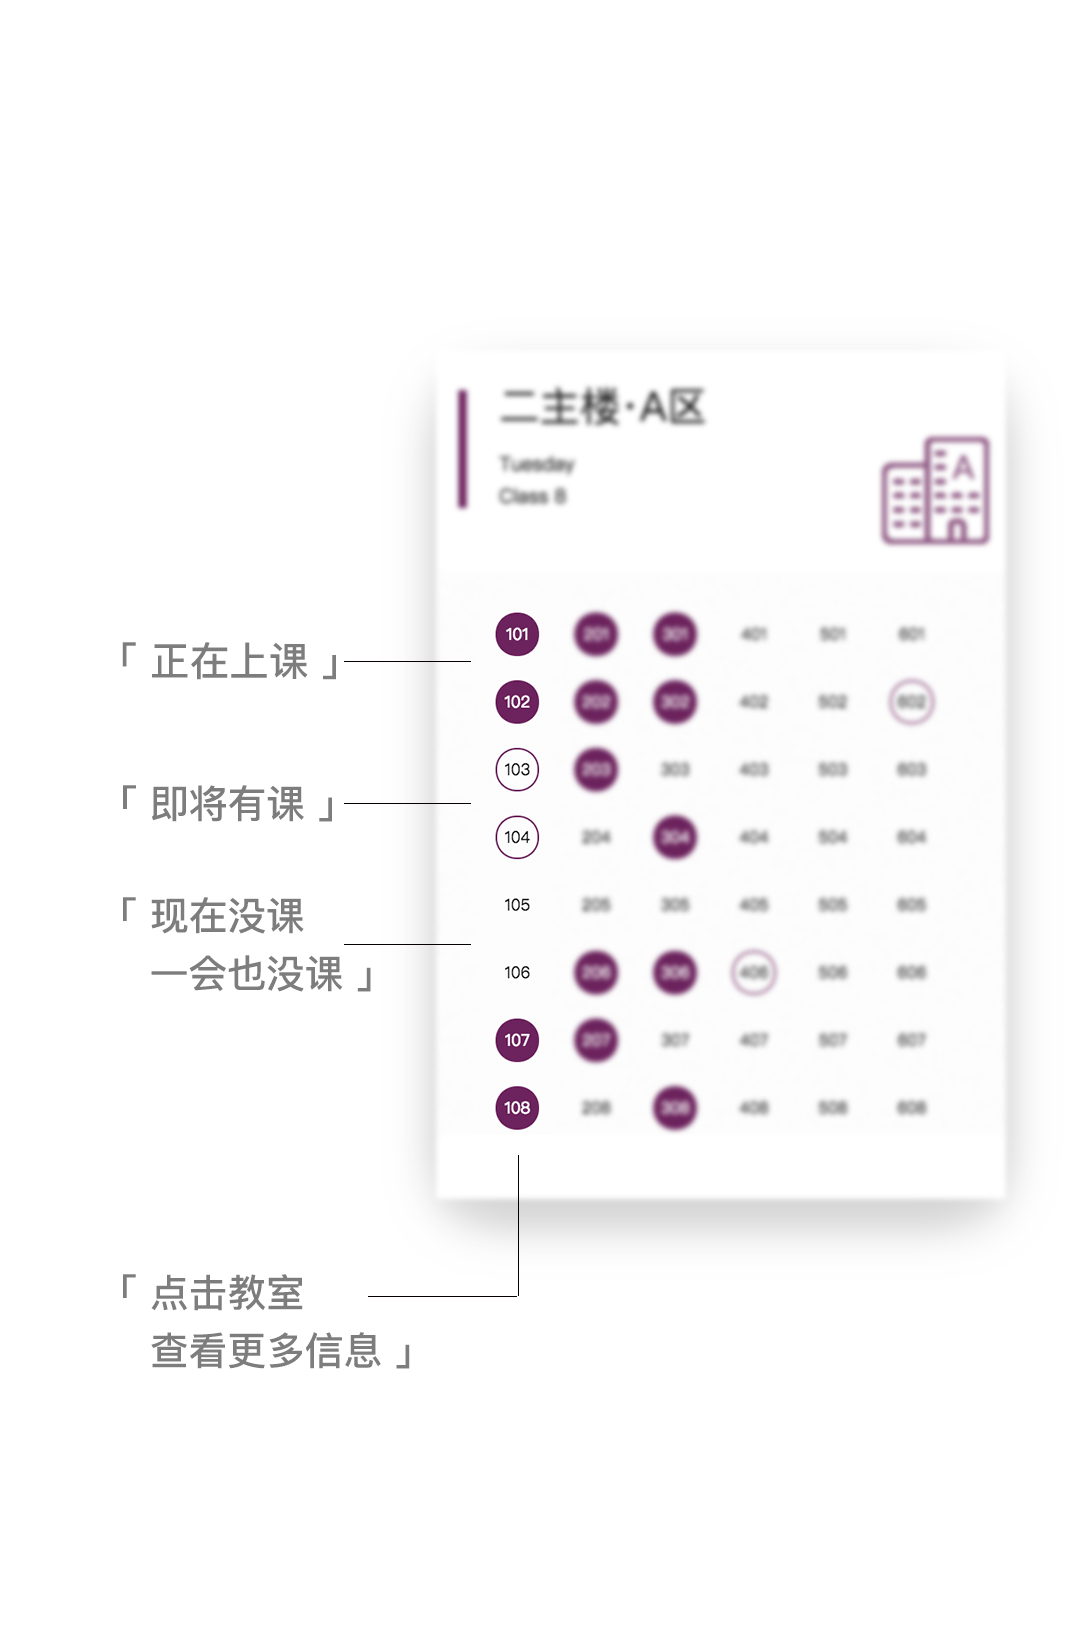 二主楼·A区
Tuesday
Class 8
A
101 201 301 401 501 601
「 正在上课 」
102 202 302 402 502 602
103 203 303 403 503 603
「 即将有课 」
104 204 304 404 504 604
105 205 305 405 505 605
「 现在没课
一会也没课 」
106 206 306 406 506 606
107 207 307 407 507 607
108 208 308 408 508 608
「 点击教室
查看更多信息 」